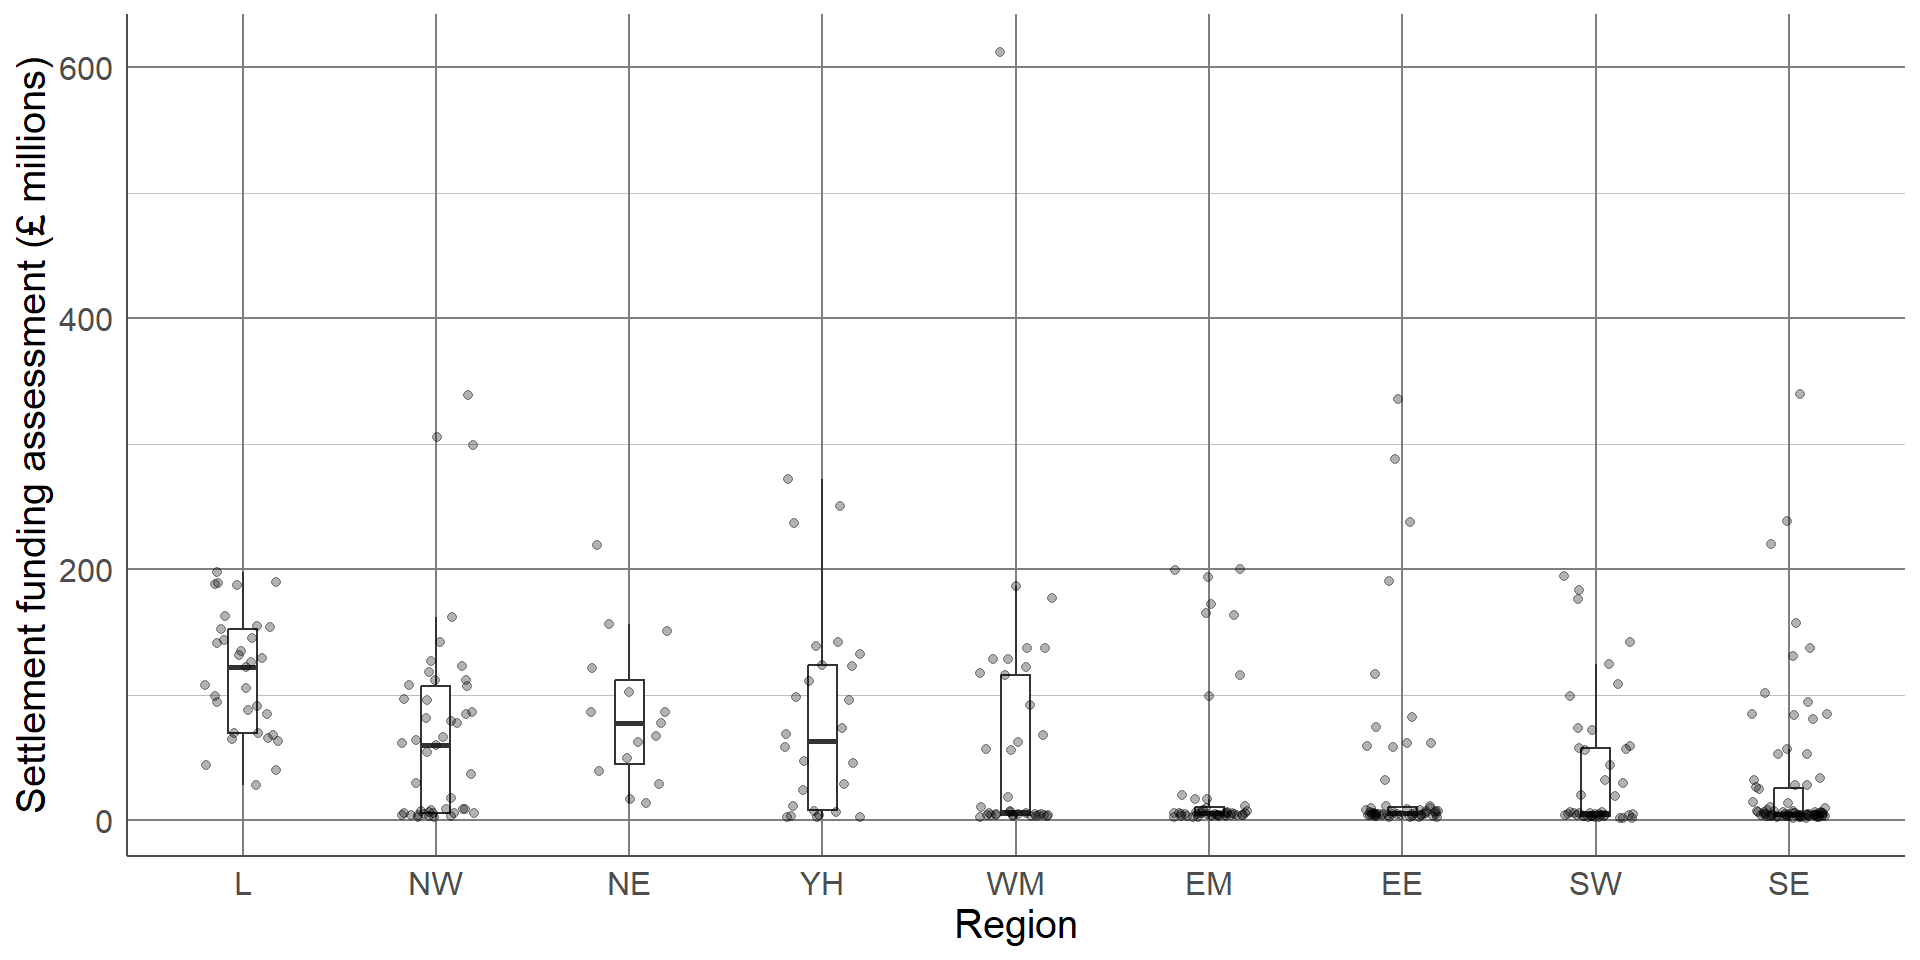 Settlement funding assessment (£ millions)
600
400
200
0
L NW NE YH WM EM EE SW SE
Region